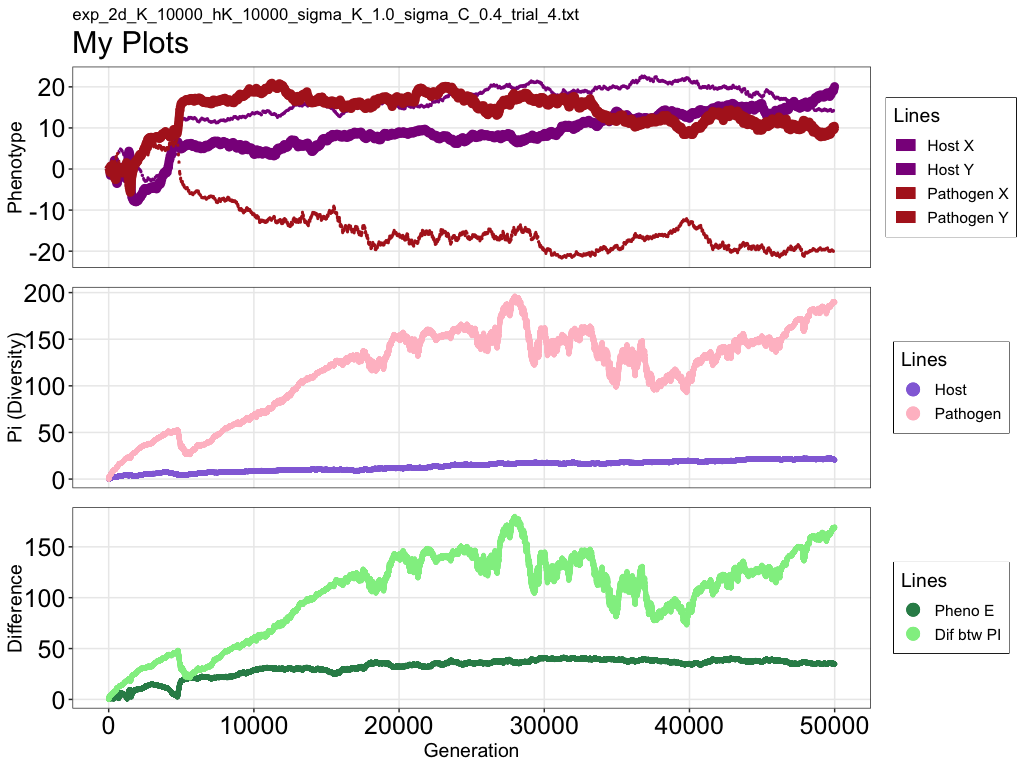 exp_2d_K_10000_hK_10000_sigma_K_1.0_sigma_C_0.4_trial_4.txt
My Plots
Phenotype
20
10
0
-10
-20
Lines
Host X
Host Y
Pathogen X
Pathogen Y
Pi (Diversity)
200
150
100
50
0
Lines
Host
Pathogen
Difference
150
100
50
0
Lines
Pheno E
Dif btw PI
0 10000 20000 30000 40000 50000
Generation